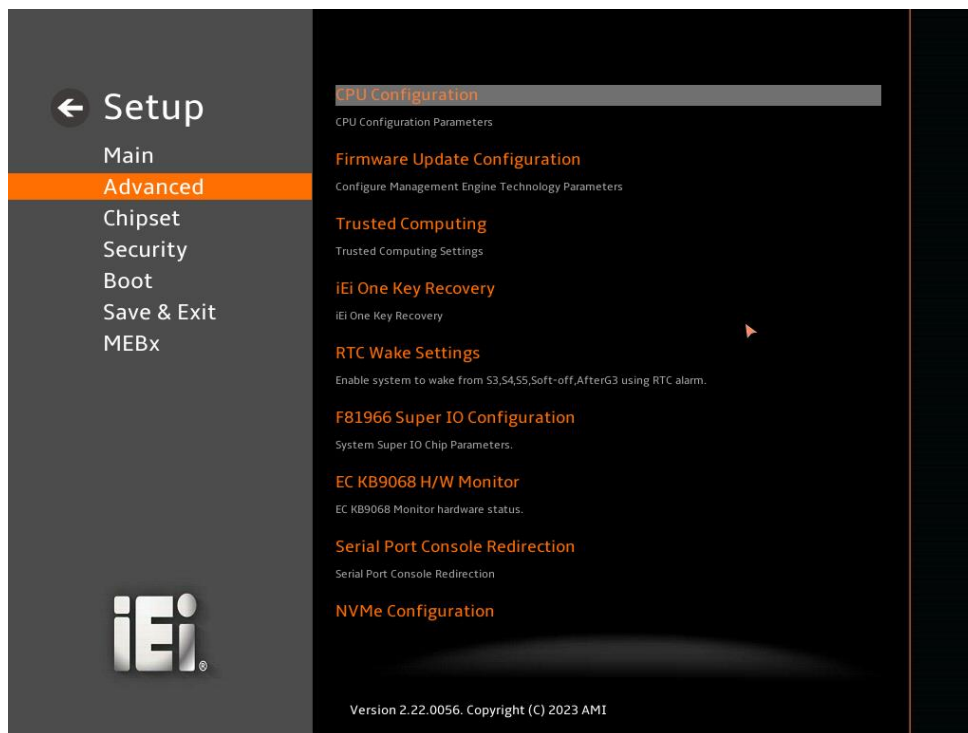 Setup
Main
Advanced
Chipset
Security
Boot
Save & Exit
MEBx
CPU Configuration
CPU Configuration Parameters
Firmware Update Configuration
Configure Management Engine Technology Parameters
Trusted Computing
Trusted Computing Settings
iEi One Key Recovery
iEi One Key Recovery
RTC Wake Settings
Enable system to wake from S3,S4,S5,Soft-off,AfterG3 using RTC alarm.
F81966 Super IO Configuration
System Super IO Chip Parameters.
EC KB9068 H/W Monitor
EC KB9068 Monitor hardware status.
Serial Port Console Redirection
Serial Port Console Redirection
NVMe Configuration
iEi®
Version 2.22.0056. Copyright (C) 2023 AMI